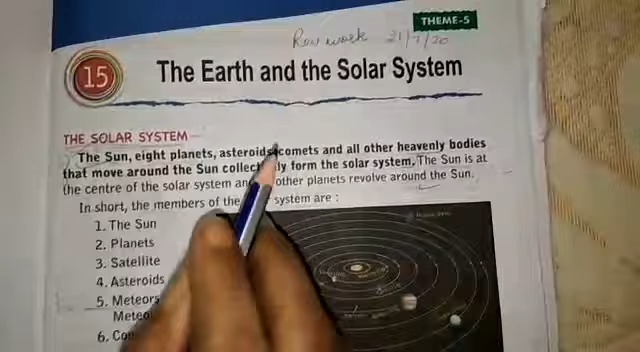 THEME-5
Rev work 21/7/20
15
The Earth and the Solar System
THE SOLAR SYSTEM
The Sun, eight planets, asteroids, comets and all other heavenly bodies
that move around the Sun collectively form the solar system. The Sun is at
the centre of the solar system and other planets revolve around the Sun.
In short, the members of the system are :
1. The Sun
2. Planets
3. Satellite
4. Asteroids
5. Meteors
6.